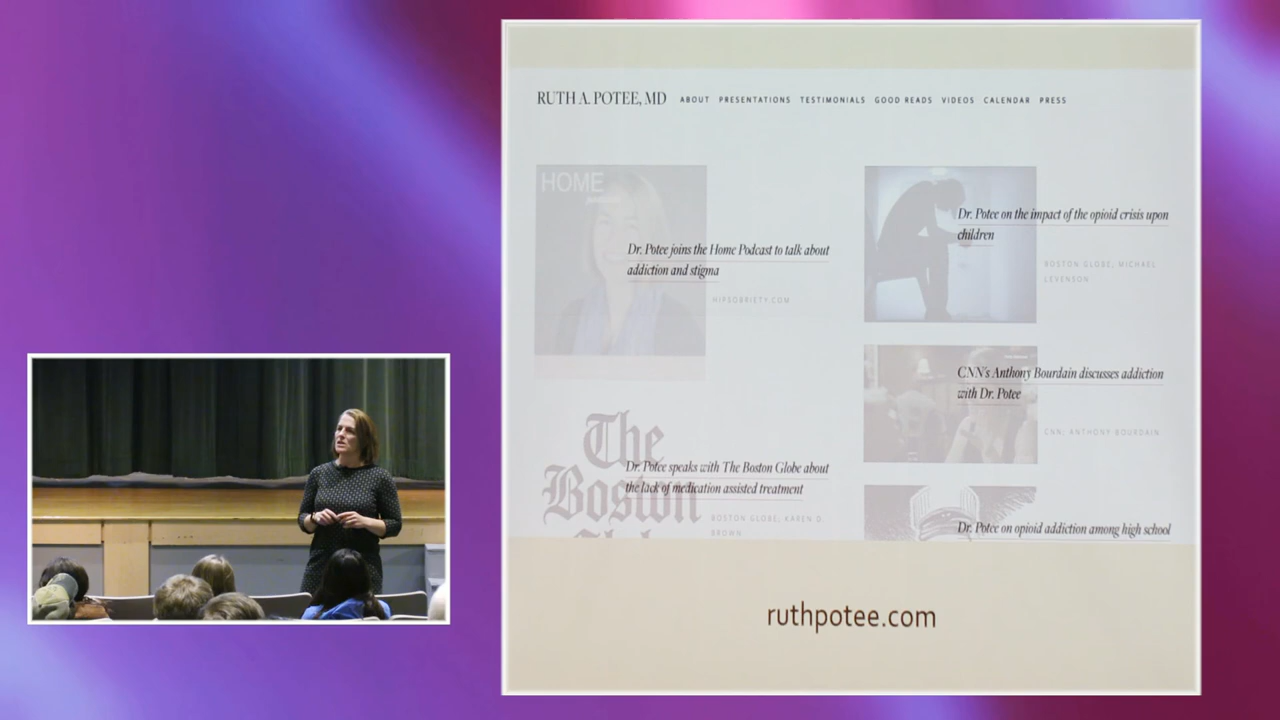 RUTH A. POTEE, MD
ABOUT PRESENTATIONS TESTIMONIALS GOOD READS VIDEOS CALENDAR PRESS
HOME
Dr. Potee joins the Home Podcast to talk about
addiction and stigma
HIPSOBRIETY.COM
Dr. Potee on the impact of the opioid crisis upon
children
BOSTON GLOBE, MICHAEL
LEVENSON
CNN's Anthony Bourdain discusses addiction
with Dr. Potee
CNN, ANTHONY BOURDAIN
The
Boston
Dr. Potee speaks with The Boston Globe about
the lack of medication assisted treatment
BOSTON GLOBE, KAREN D.
BROWN
Dr. Potee on opioid addiction among high school
ruthpotee.com